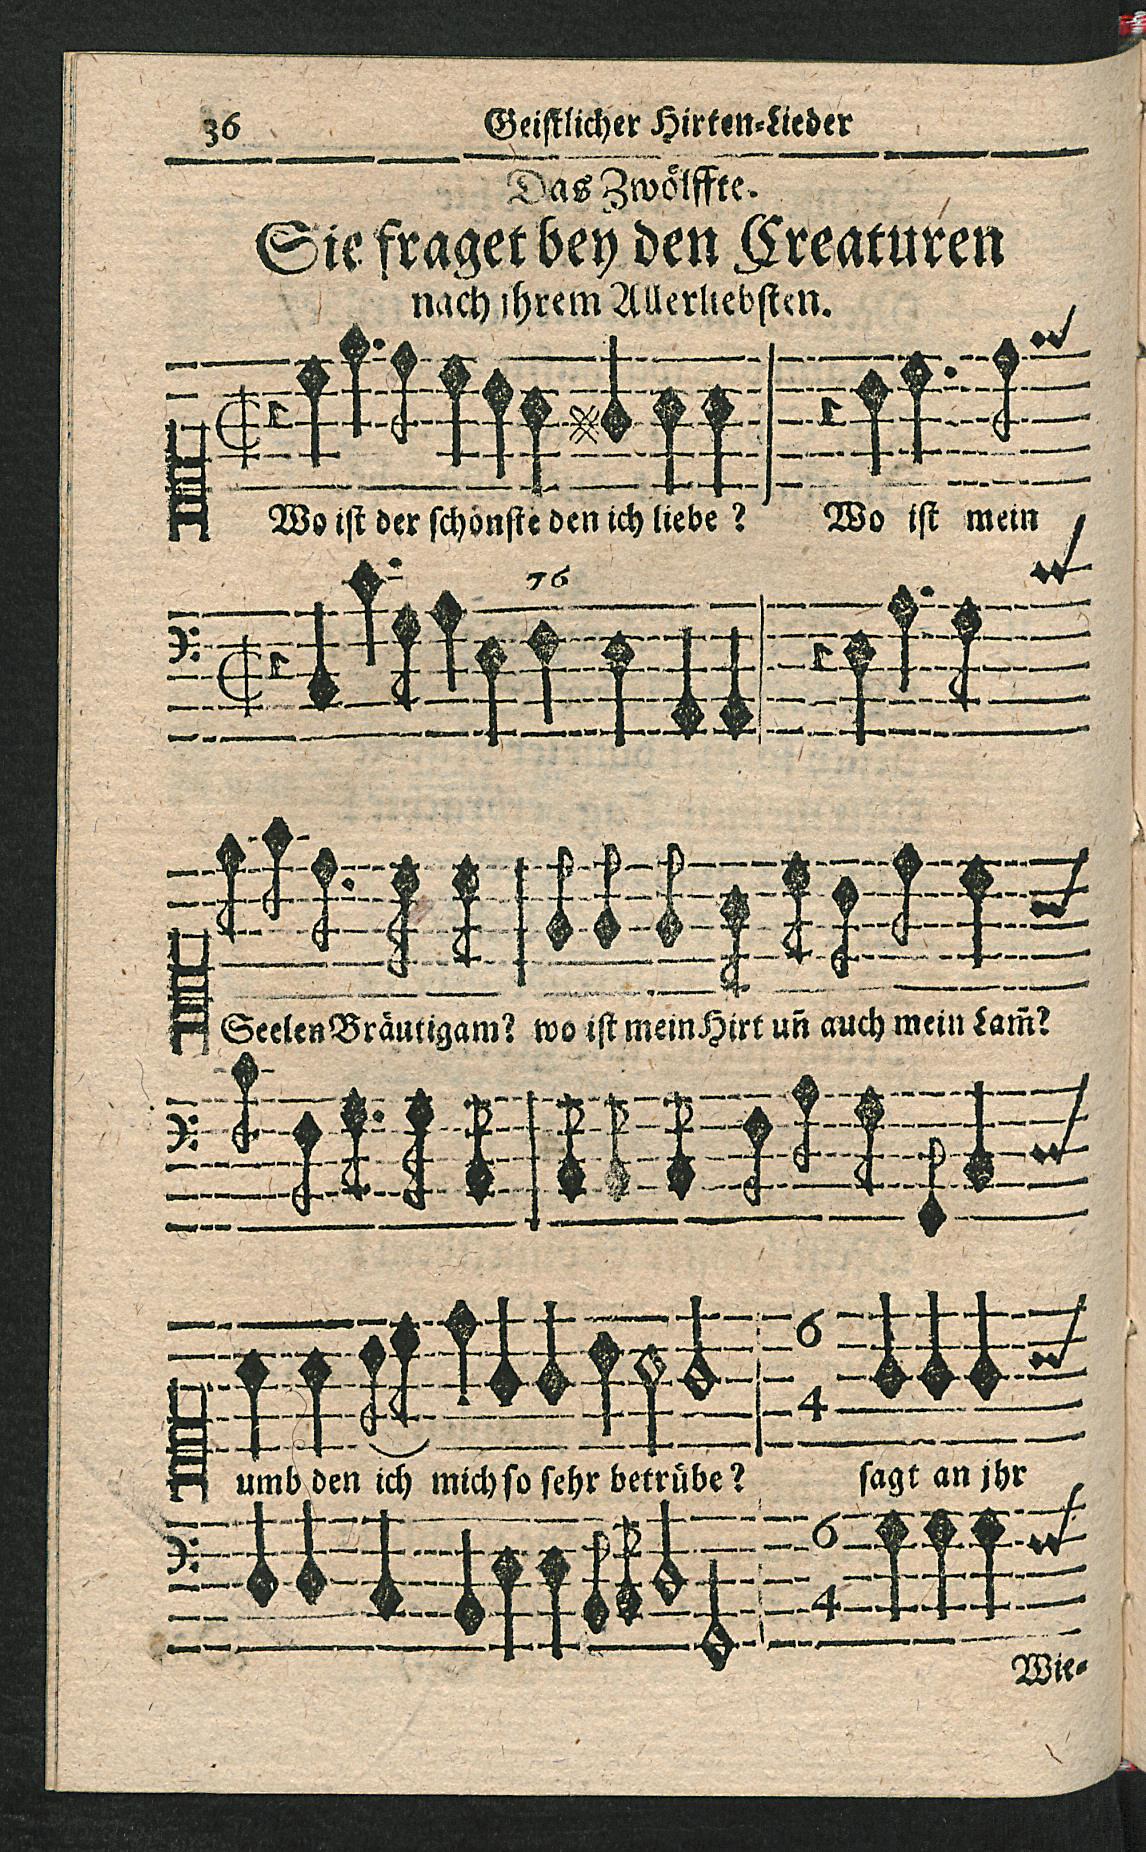 36 Geistlicher Hirten-Lieder
Das Zwölffte.
Sie fraget bey den Creaturen
nach jhrem Allerliebsten.
Wo ist der schönste den ich liebe ? Wo ist mein
76
Seelen Bräutigam? wo ist mein Hirt uñ auch mein Lam̃?
6
4
umb den ich mich so sehr betrübe ? sagt an jhr
6
4
Wie-